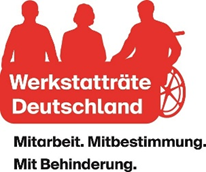 Werkstatträte
Deutschland
Mitarbeit. Mitbestimmung.
Mit Behinderung.